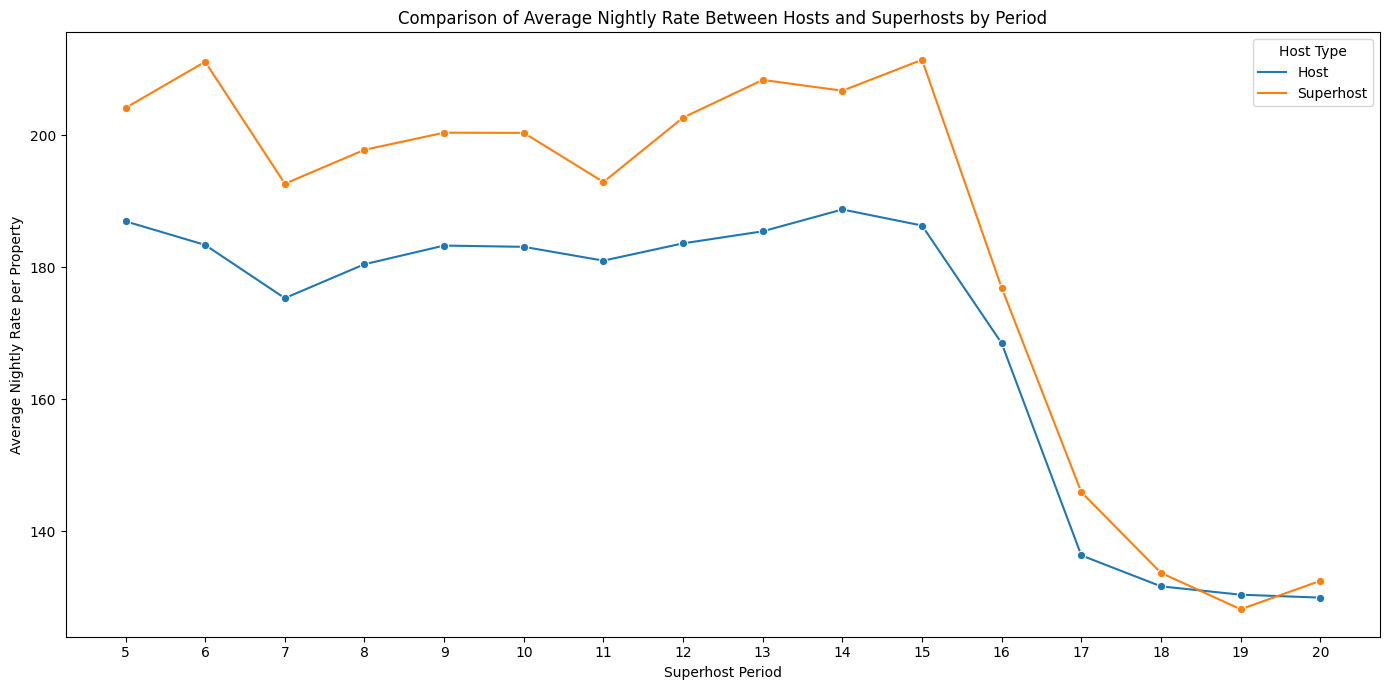 Comparison of Average Nightly Rate Between Hosts and Superhosts by Period
Host Type
Host
Superhost
Average Nightly Rate per Property
200
180
160
140
5 6 7 8 9 10 11 12 13 14 15 16 17 18 19 20
Superhost Period